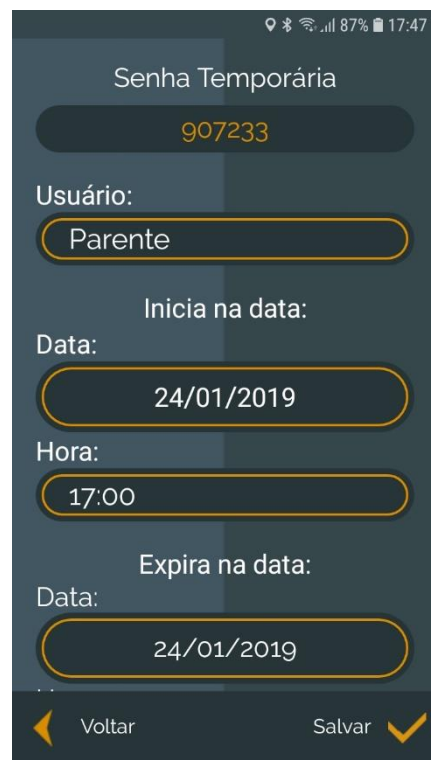 87% 17:47
Senha Temporária
907233
Usuário:
Parente
Inicia na data:
Data:
24/01/2019
Hora:
17:00
Expira na data:
Data:
24/01/2019
Voltar Salvar